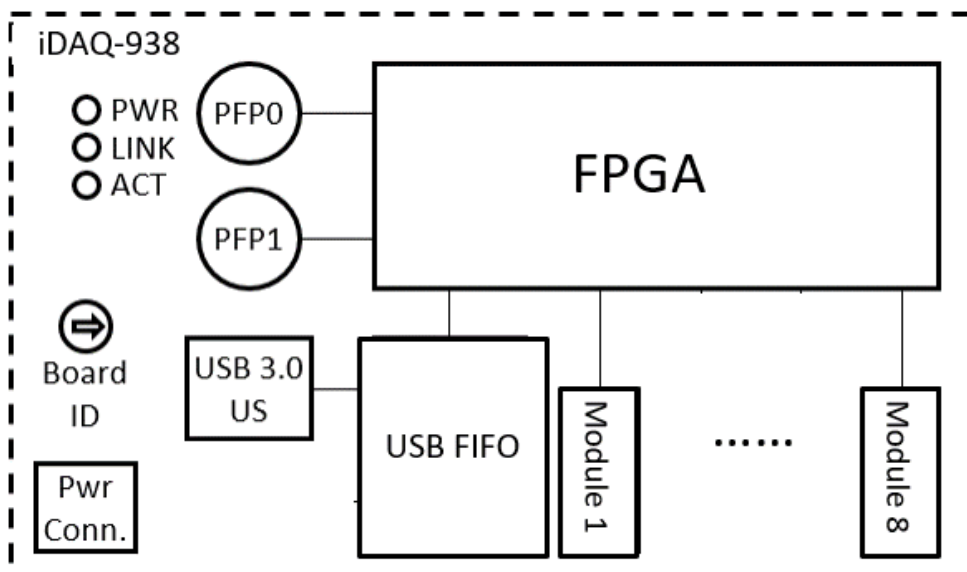 iDAQ-938
PWR
LINK
ACT
PFP0
PFP1
FPGA
Board
ID
USB 3.0
US
USB FIFO
Module 1
......
Module 8
Pwr
Conn.